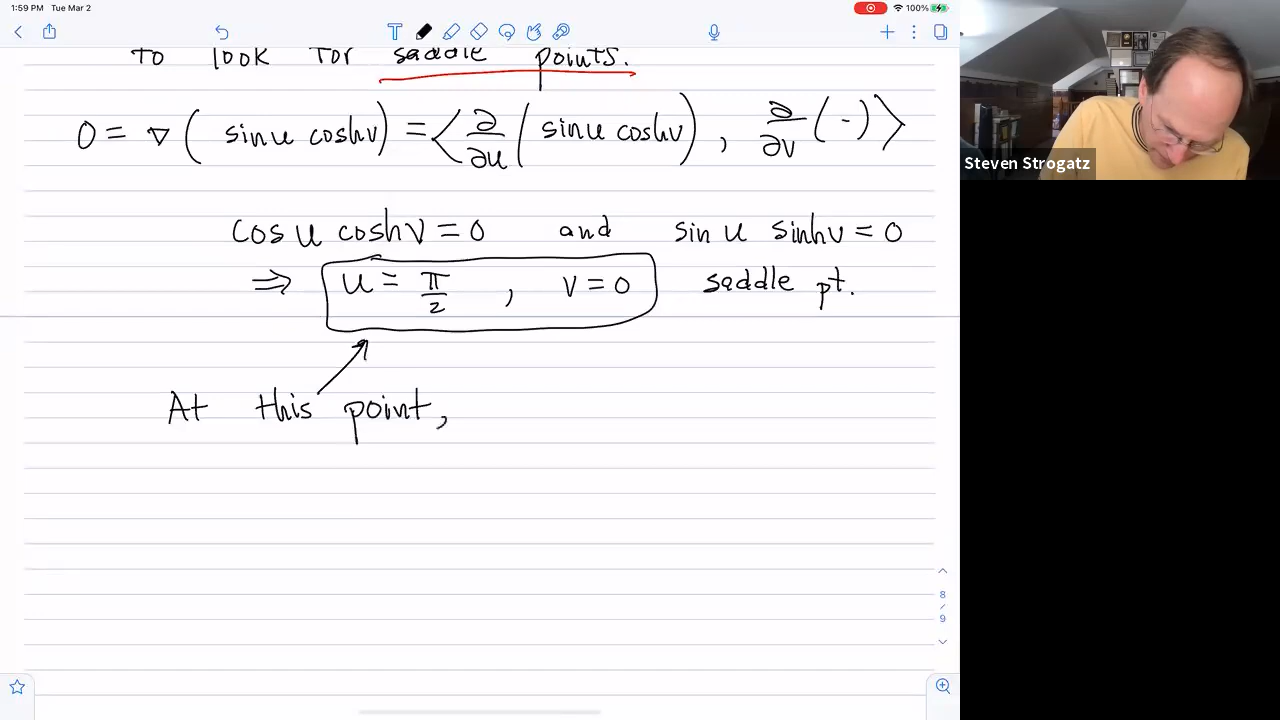 1:59 PM Tue Mar 2
100%
to look for saddle points.
0 = ∇ ( sin u cosh v ) = ⟨ ∂/∂u ( sin u cosh v ) , ∂/∂v ( - ) ⟩
cos u cosh v = 0 and sin u sinh v = 0
⇒ u = π/2 , v = 0 saddle pt.
At this point,
8
/
9
Steven Strogatz